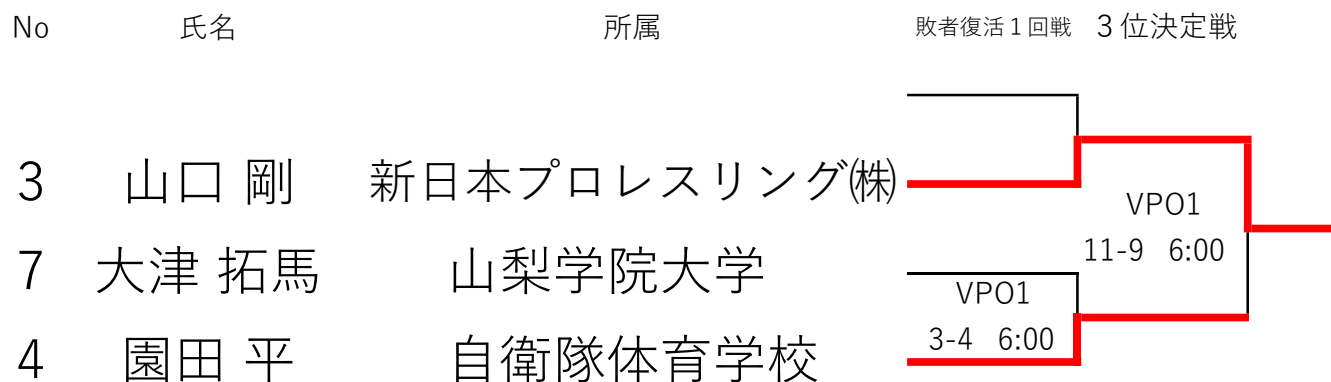 No 氏名 所属 敗者復活１回戦 ３位決定戦
3 山口 剛 新日本プロレスリング㈱
VPO1
7 大津 拓馬 山梨学院大学 11-9 6:00
VPO1
3-4 6:00
4 園田 平 自衛隊体育学校